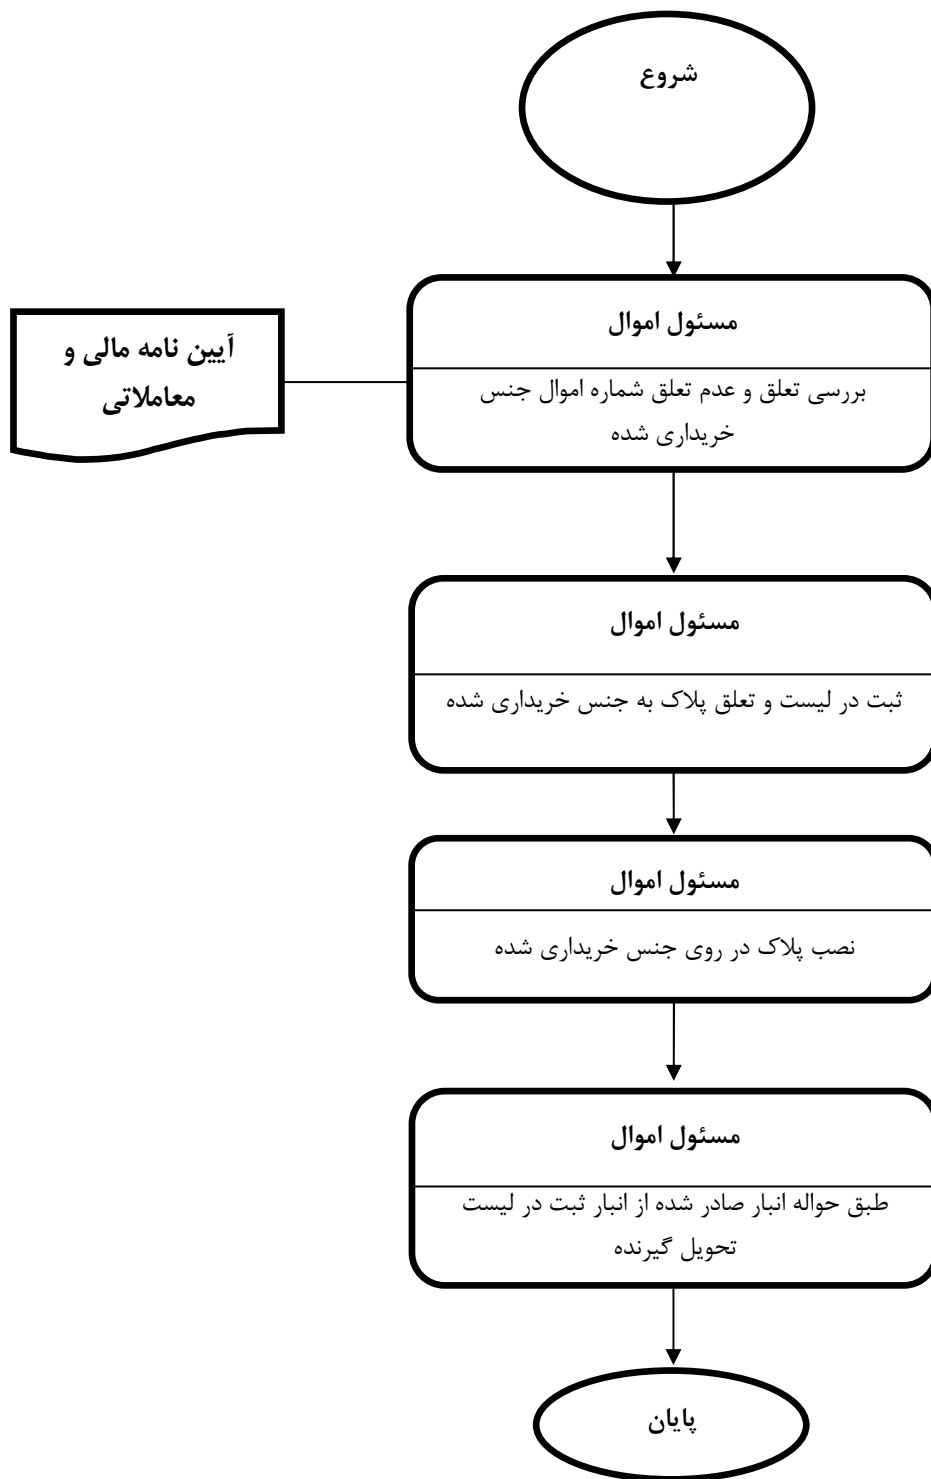 شروع
مسئول اموال
بررسی تعلق و عدم تعلق شماره اموال جنس
خریداری شده
آیین نامه مالی و
معاملاتی
مسئول اموال
ثبت در لیست و تعلق پلاک به جنس خریداری شده
مسئول اموال
نصب پلاک در روی جنس خریداری شده
مسئول اموال
طبق حواله انبار صادر شده از انبار ثبت در لیست
تحویل گیرنده
پایان